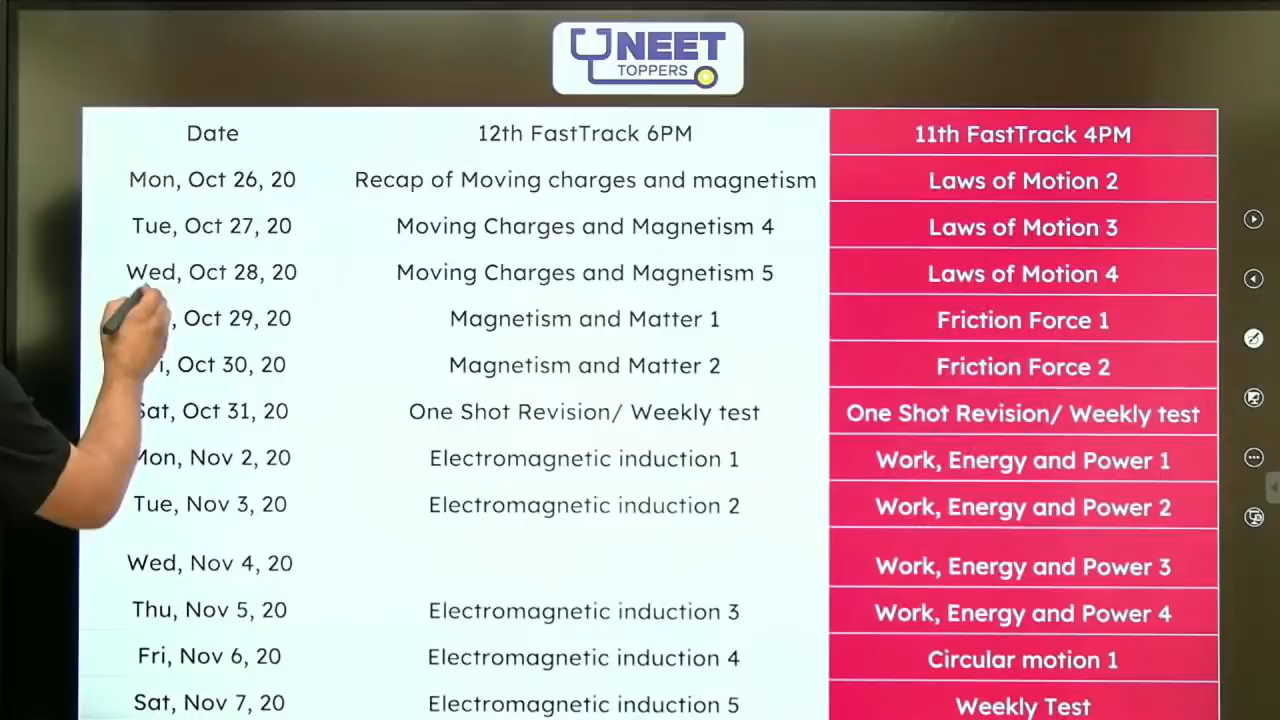 NEET
TOPPERS
Date 12th FastTrack 6PM 11th FastTrack 4PM
Mon, Oct 26, 20 Recap of Moving charges and magnetism Laws of Motion 2
Tue, Oct 27, 20 Moving Charges and Magnetism 4 Laws of Motion 3
Wed, Oct 28, 20 Moving Charges and Magnetism 5 Laws of Motion 4
Oct 29, 20 Magnetism and Matter 1 Friction Force 1
Oct 30, 20 Magnetism and Matter 2 Friction Force 2
Sat, Oct 31, 20 One Shot Revision/ Weekly test One Shot Revision/ Weekly test
Mon, Nov 2, 20 Electromagnetic induction 1 Work, Energy and Power 1
Tue, Nov 3, 20 Electromagnetic induction 2 Work, Energy and Power 2
Wed, Nov 4, 20 Work, Energy and Power 3
Thu, Nov 5, 20 Electromagnetic induction 3 Work, Energy and Power 4
Fri, Nov 6, 20 Electromagnetic induction 4 Circular motion 1
Sat, Nov 7, 20 Electromagnetic induction 5 Weekly Test